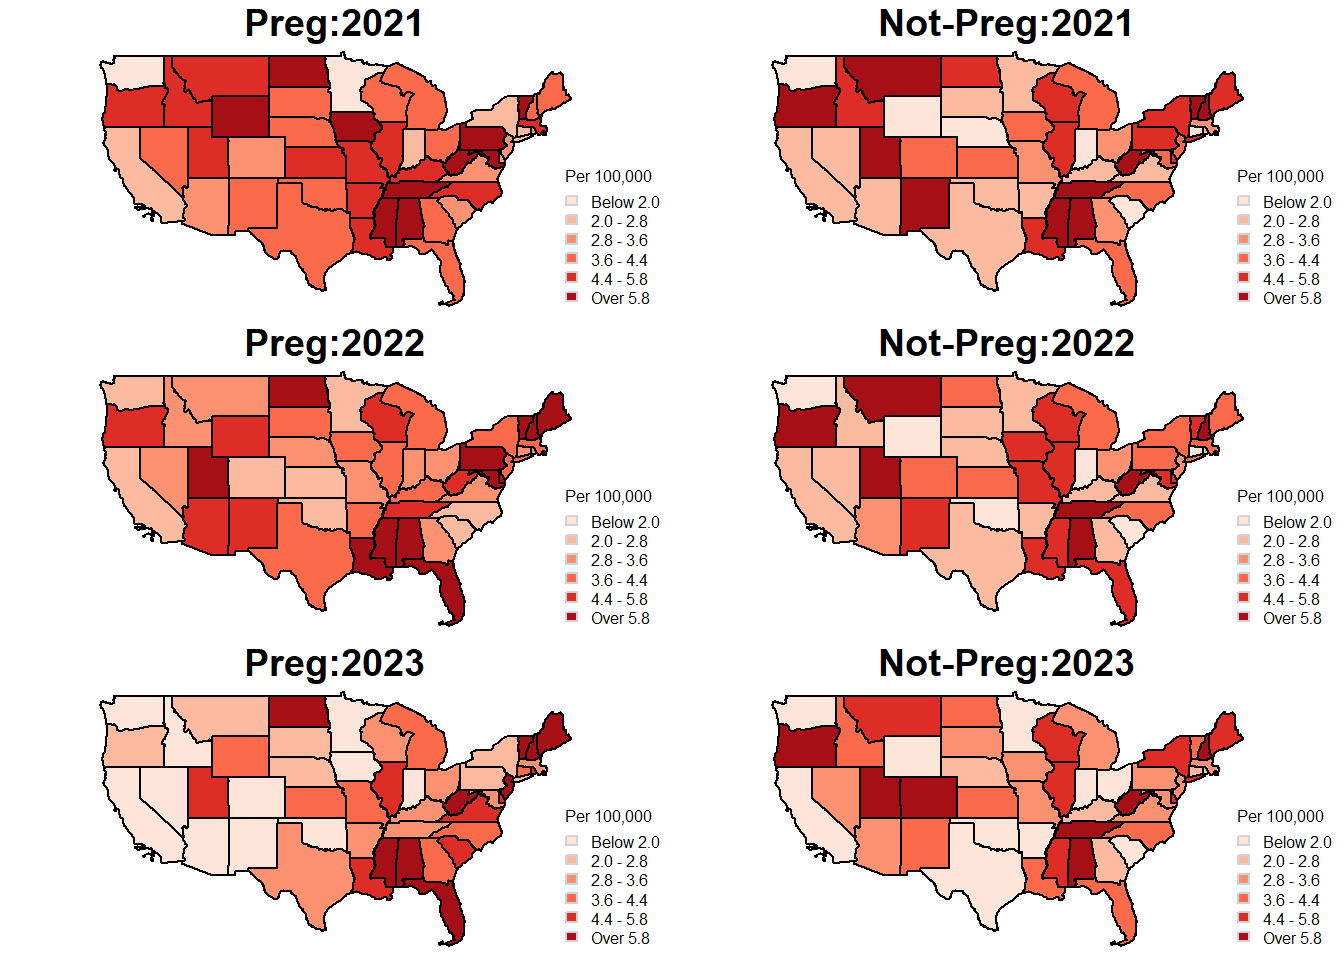 Preg:2021
Per 100,000
Below 2.0
2.0 - 2.8
2.8 - 3.6
3.6 - 4.4
4.4 - 5.8
Over 5.8
Not-Preg:2021
Per 100,000
Below 2.0
2.0 - 2.8
2.8 - 3.6
3.6 - 4.4
4.4 - 5.8
Over 5.8
Preg:2022
Per 100,000
Below 2.0
2.0 - 2.8
2.8 - 3.6
3.6 - 4.4
4.4 - 5.8
Over 5.8
Not-Preg:2022
Per 100,000
Below 2.0
2.0 - 2.8
2.8 - 3.6
3.6 - 4.4
4.4 - 5.8
Over 5.8
Preg:2023
Per 100,000
Below 2.0
2.0 - 2.8
2.8 - 3.6
3.6 - 4.4
4.4 - 5.8
Over 5.8
Not-Preg:2023
Per 100,000
Below 2.0
2.0 - 2.8
2.8 - 3.6
3.6 - 4.4
4.4 - 5.8
Over 5.8